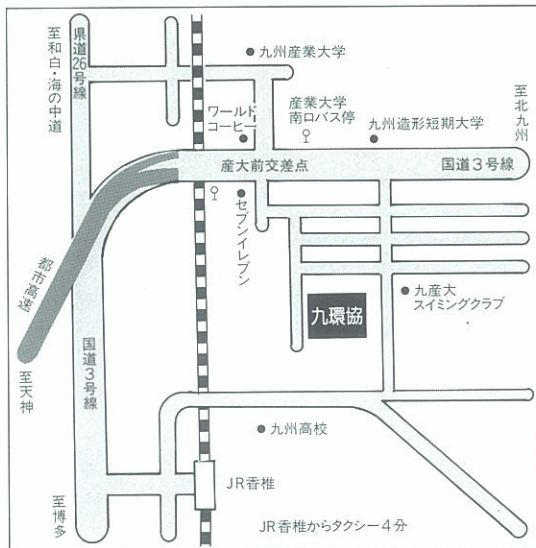 至和白・海の中道
県道26号線
九州産業大学
ワールド
コーヒー
産業大学
南口バス停
九州造形短期大学
至北九州
産大前交差点
国道3号線
セブンイレブン
都市高速
至天神
国道3号線
九環協
九産大
スイミングクラブ
九州高校
至博多
JR香椎
JR香椎からタクシー4分